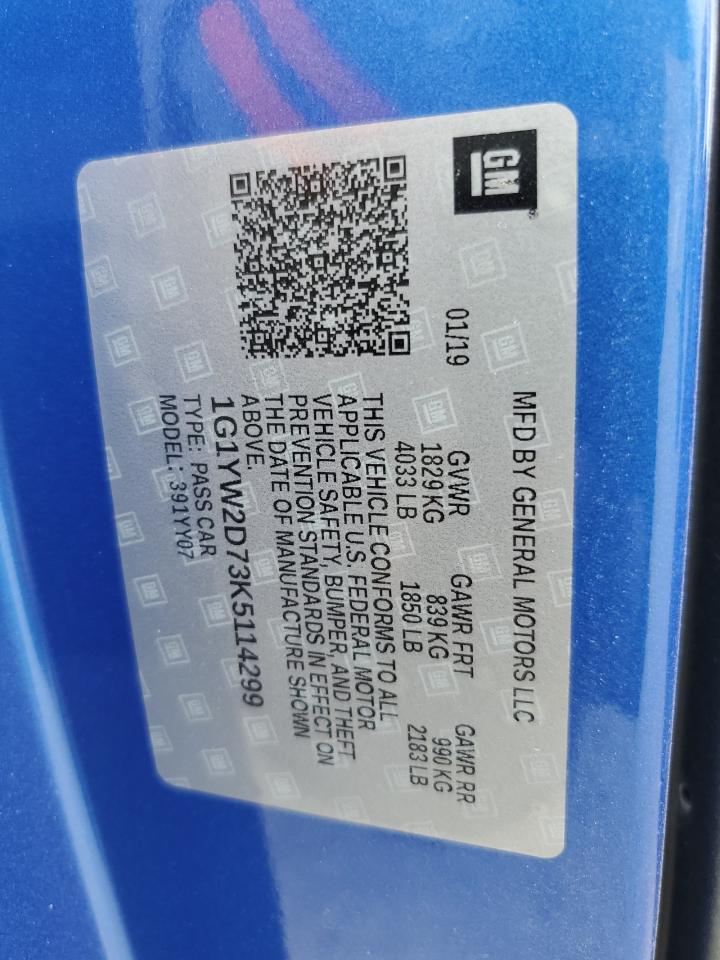 GM
MFD BY GENERAL MOTORS LLC
01/19
GVWR GAWR FRT GAWR RR
1829 KG 839 KG 990 KG
4033 LB 1850 LB 2183 LB
THIS VEHICLE CONFORMS TO ALL
APPLICABLE U.S. FEDERAL MOTOR
VEHICLE SAFETY, BUMPER, AND THEFT
PREVENTION STANDARDS IN EFFECT ON
THE DATE OF MANUFACTURE SHOWN
ABOVE.
1G1YW2D73K5114299
TYPE: PASS CAR
MODEL: 391YY07